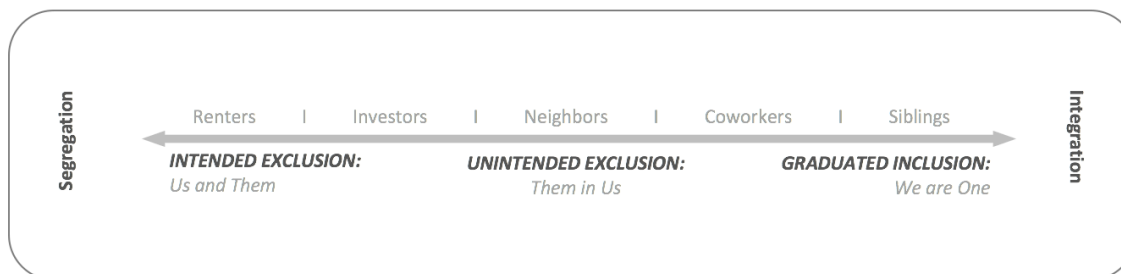 Segregation
Renters | Investors | Neighbors | Coworkers | Siblings
INTENDED EXCLUSION: UNINTENDED EXCLUSION: GRADUATED INCLUSION:
Us and Them Them in Us We are One
Integration